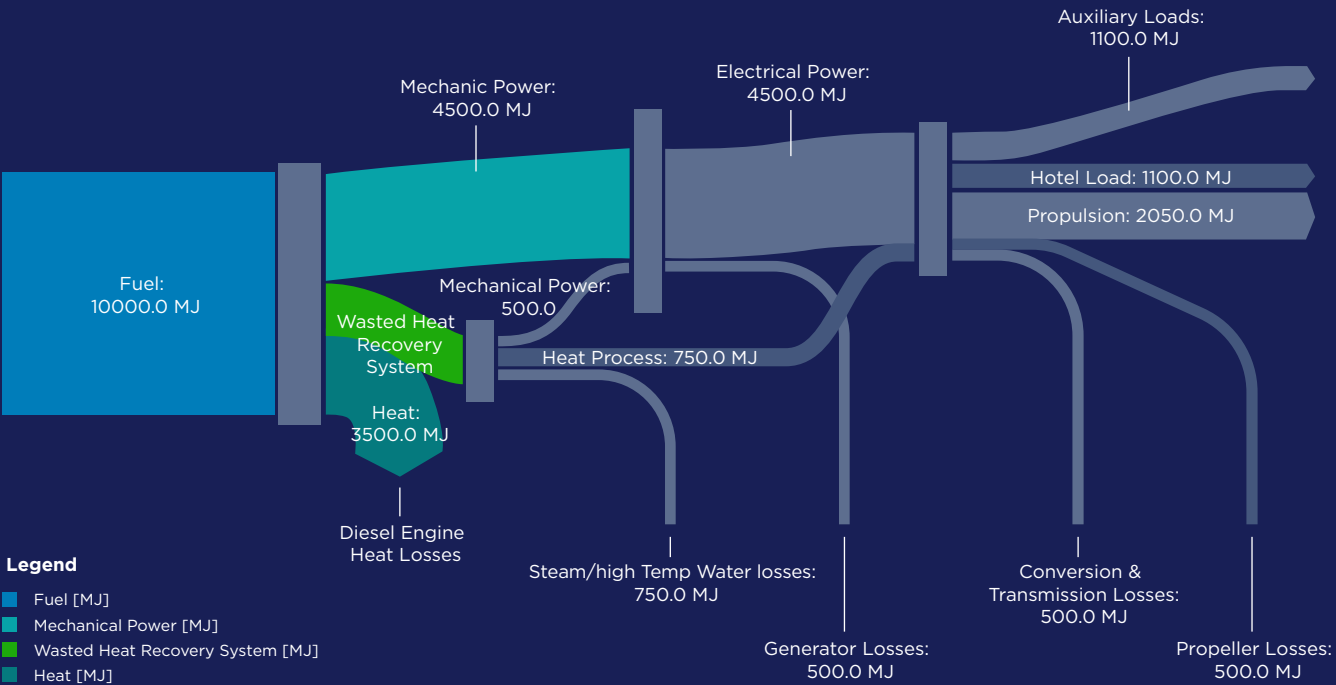 Auxiliary Loads:
1100.0 MJ
Electrical Power:
4500.0 MJ
Mechanic Power:
4500.0 MJ
Hotel Load: 1100.0 MJ
Propulsion: 2050.0 MJ
Fuel:
10000.0 MJ
Mechanical Power:
500.0
Wasted Heat
Recovery
System
Heat Process: 750.0 MJ
Heat:
3500.0 MJ
Diesel Engine
Heat Losses
Steam/high Temp Water losses:
750.0 MJ
Conversion &
Transmission Losses:
500.0 MJ
Generator Losses:
500.0 MJ
Propeller Losses:
500.0 MJ
Legend
Fuel [MJ]
Mechanical Power [MJ]
Wasted Heat Recovery System [MJ]
Heat [MJ]